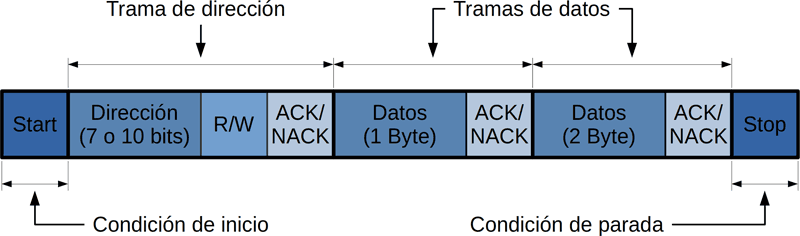 Trama de dirección
Tramas de datos
Start
Dirección
(7 o 10 bits)
R/W
ACK/
NACK
Datos
(1 Byte)
ACK/
NACK
Datos
(2 Byte)
ACK/
NACK
Stop
Condición de inicio
Condición de parada